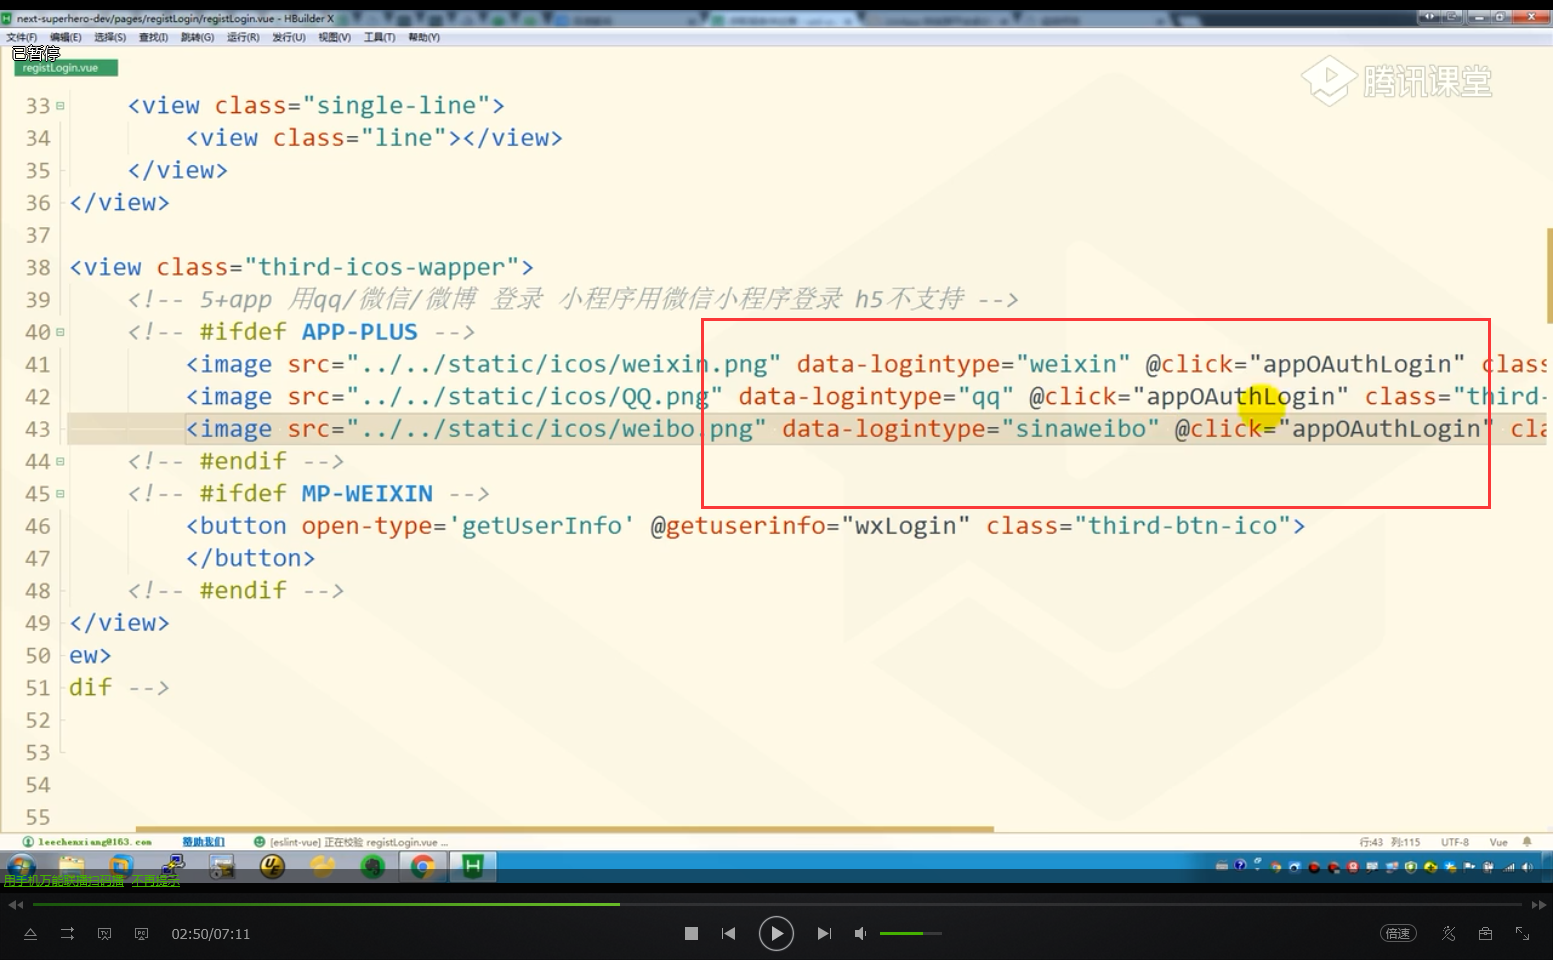 next-superhero-dev/pages/registLogin/registLogin.vue - HBuilder X
文件(F) 编辑(E) 选择(S) 查找(I) 跳转(G) 运行(R) 发行(U) 视图(V) 工具(T) 帮助(Y)
已暂停
registLogin.vue
腾讯课堂
33 <view class="single-line">
34 <view class="line"></view>
35 </view>
36 </view>
37
38 <view class="third-icos-wapper">
39 <!-- 5+app 用qq/微信/微博 登录 小程序用微信小程序登录 h5不支持 -->
40 <!-- #ifdef APP-PLUS -->
41 <image src="../../static/icos/weixin.png" data-logintype="weixin" @click="appOAuthLogin" class
42 <image src="../../static/icos/QQ.png" data-logintype="qq" @click="appOAuthLogin" class="third-
43 <image src="../../static/icos/weibo.png" data-logintype="sinaweibo" @click="appOAuthLogin" cla
44 <!-- #endif -->
45 <!-- #ifdef MP-WEIXIN -->
46 <button open-type='getUserInfo' @getuserinfo="wxLogin" class="third-btn-ico">
47 </button>
48 <!-- #endif -->
49 </view>
50 ew>
51 dif -->
52
53
54
55
leechenxiang@163.com 赞助我们 [eslint-vue] 正在校验 registLogin.vue ... 行:43 列:115 UTF-8 Vue
用手机万能联播扫码播 不再提示
02:50/07:11 倍速